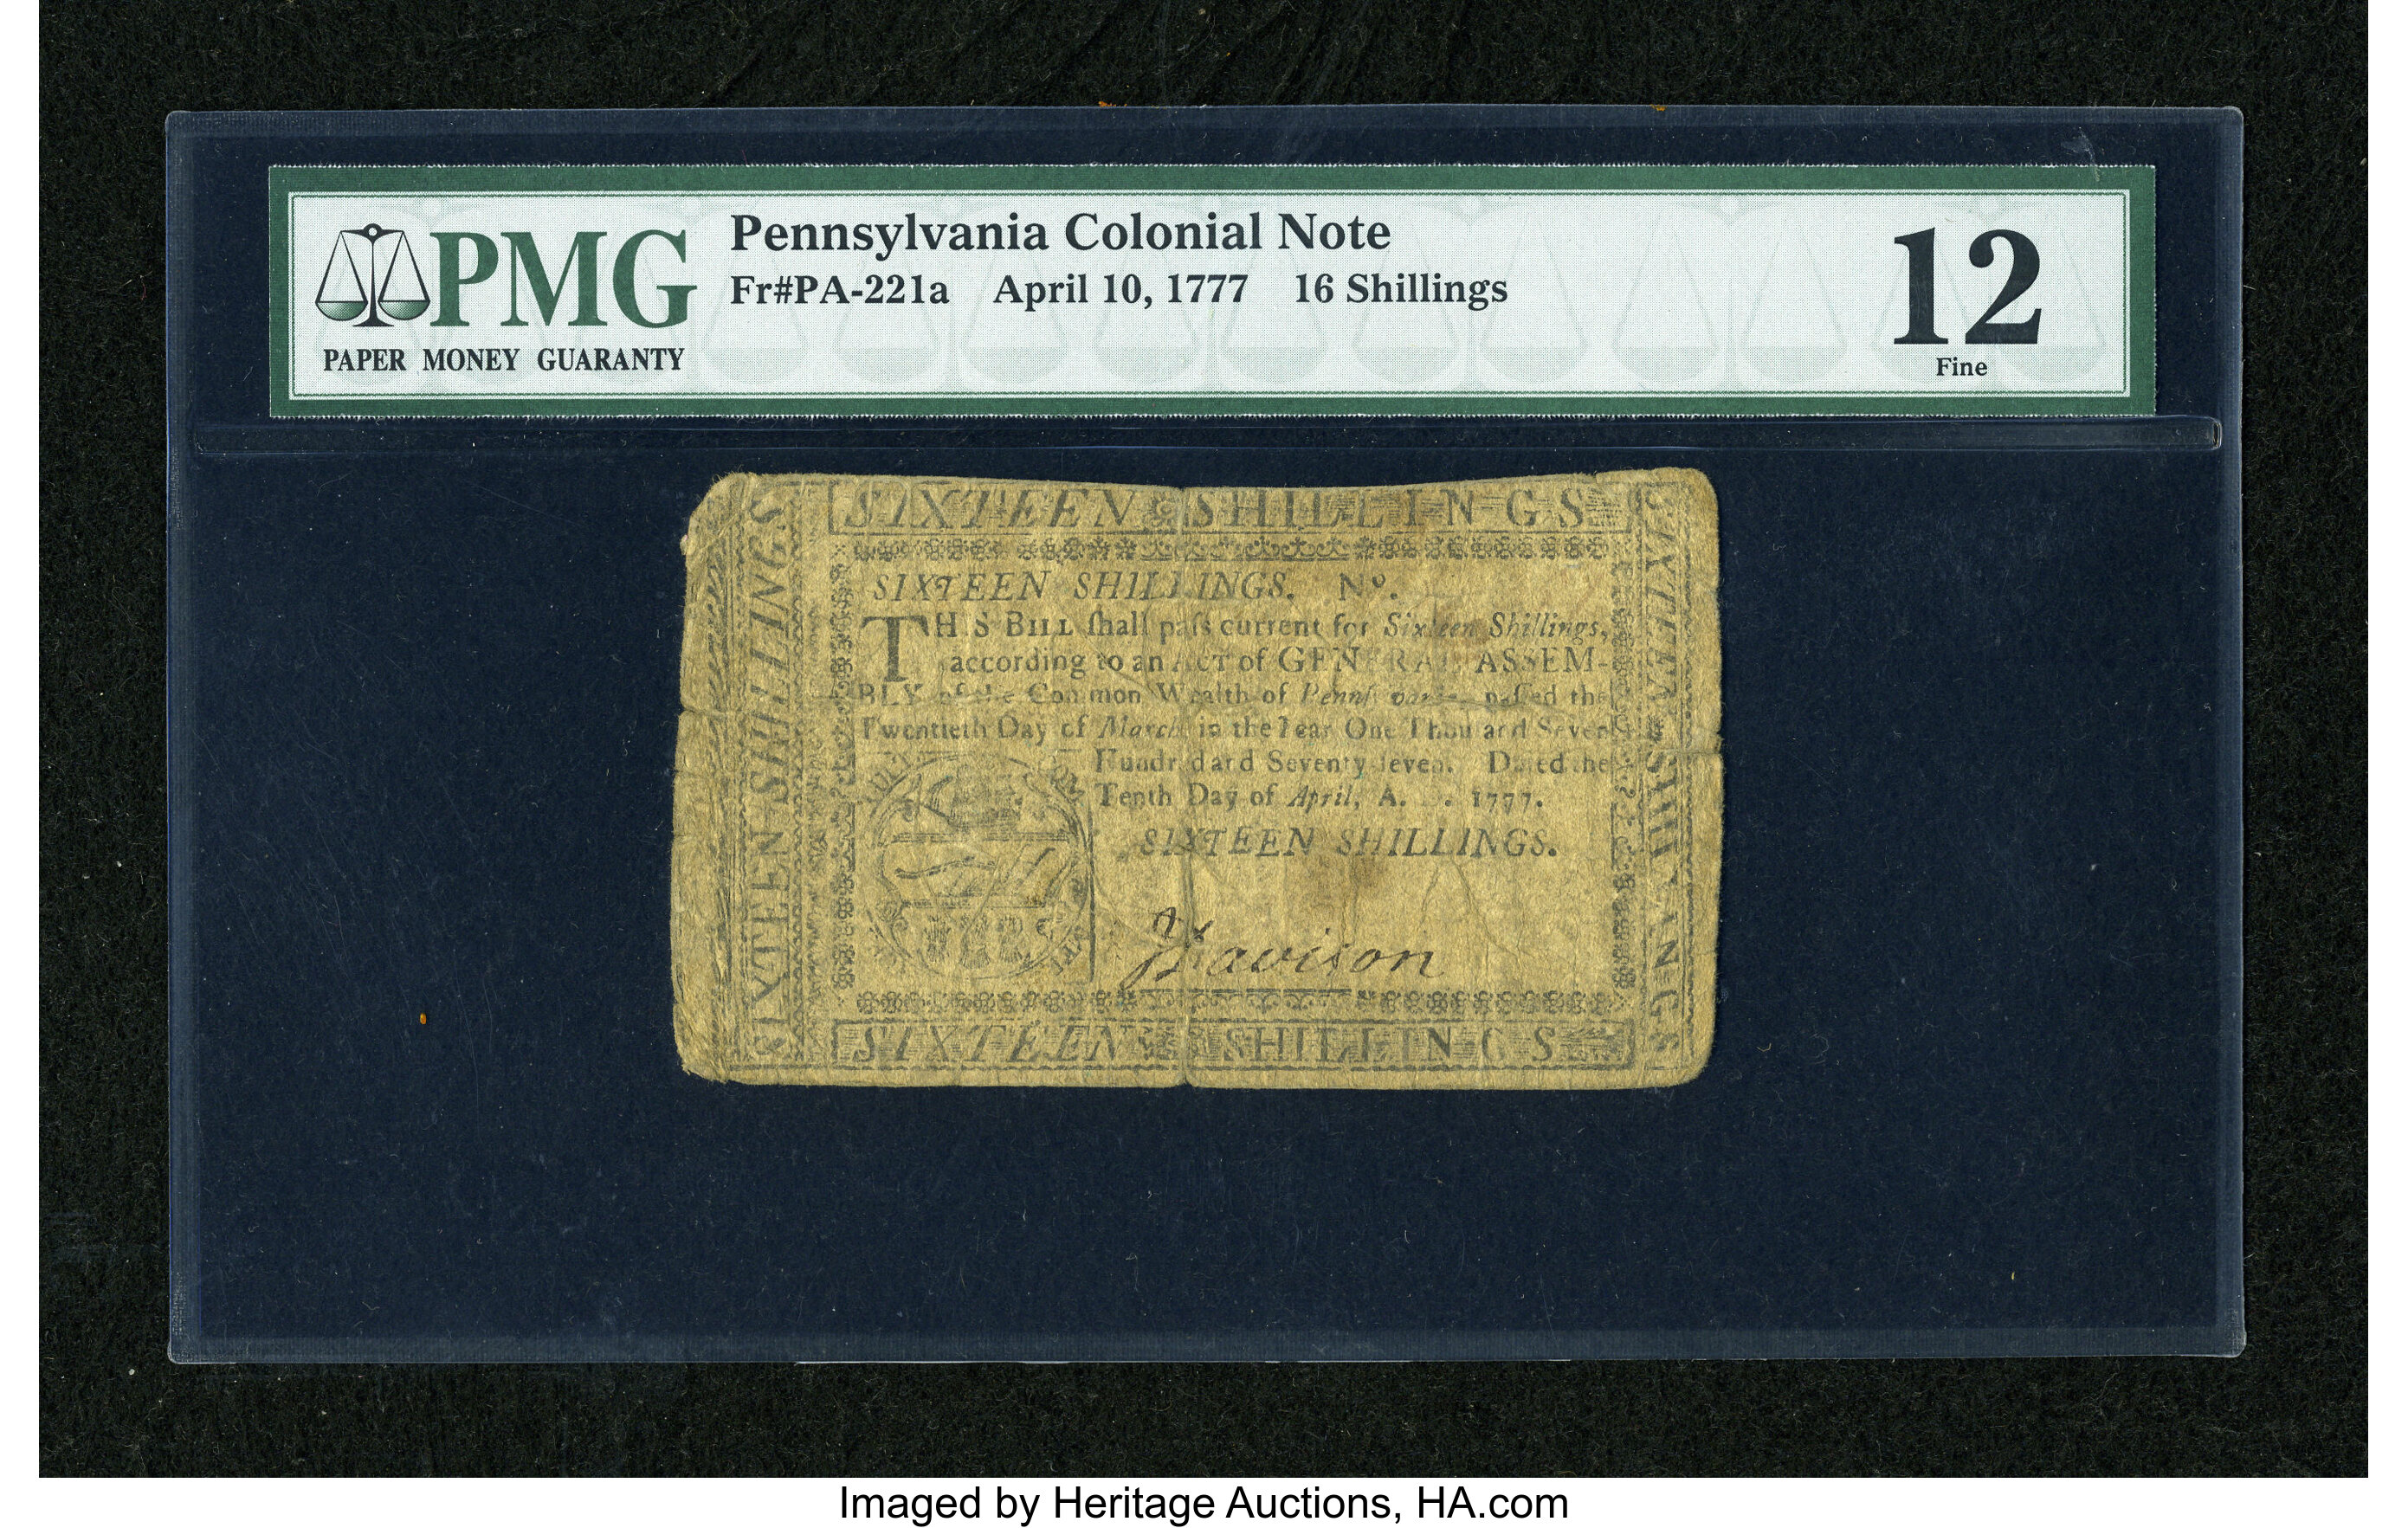 PMG
PAPER MONEY GUARANTY
Pennsylvania Colonial Note
Fr#PA-221a April 10, 1777 16 Shillings
12
Fine
SIXTEEN SHILLINGS
SIXTEEN SHILLINGS
SIXTEEN SHILLINGS
SIXTEEN SHILLINGS. No.
TH S BILL ſhall paſs current for Sixteen Shillings,
according to an ACT of GENERAL ASSEM-
BLY of the Common Wealth of paſſed the
Twentieth Day of March in the Year One Thouſand Seven
Hundred and Seventy-ſeven. Dated the
Tenth Day of April, A. . 1777.
SIXTEEN SHILLINGS.
Davison
SIXTEEN SHILLINGS
Imaged by Heritage Auctions, HA.com